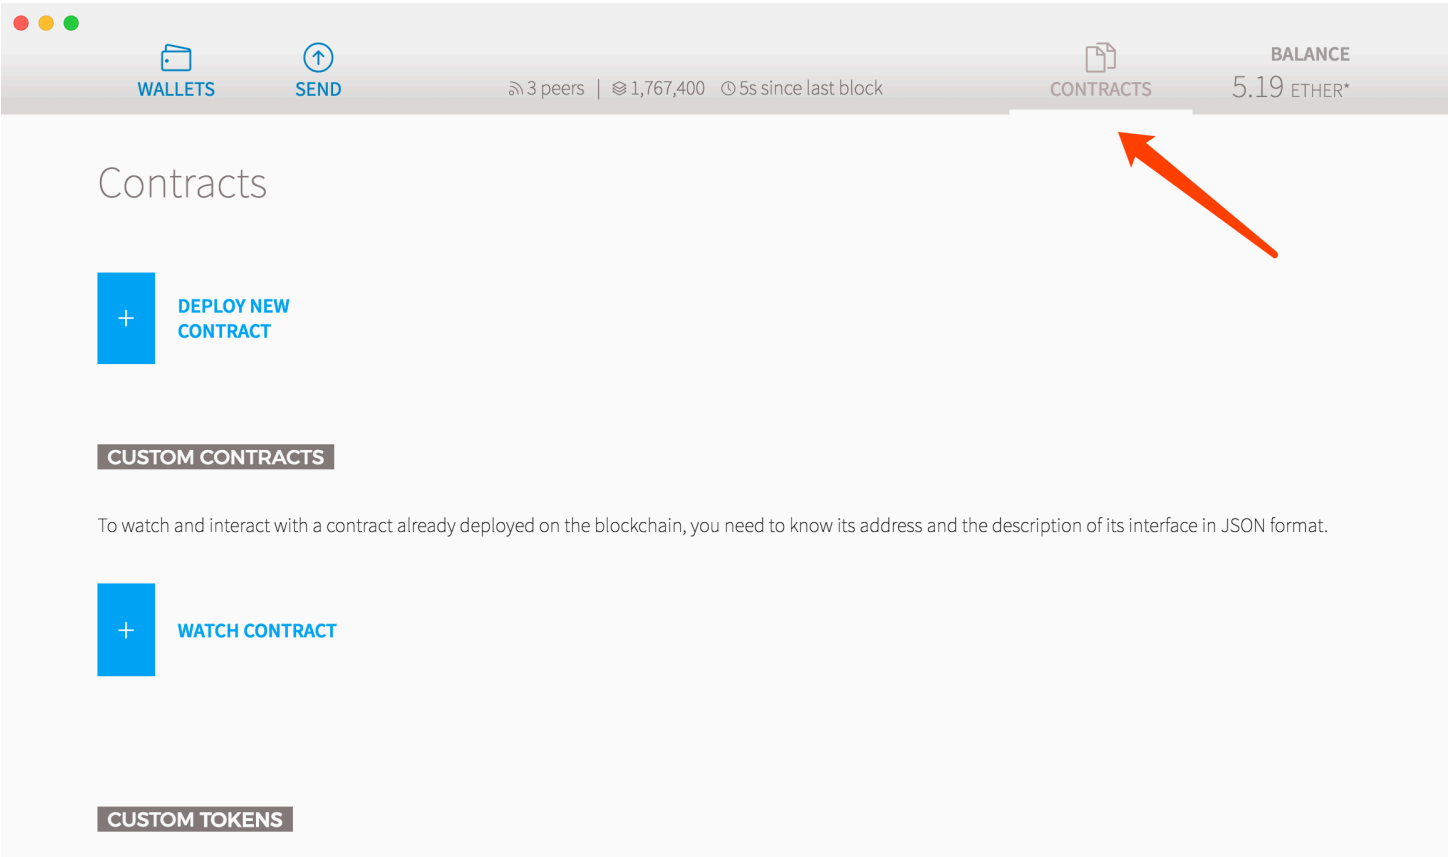 WALLETS
SEND
3 peers | 1,767,400 5s since last block
CONTRACTS
BALANCE
5.19 ETHER*
Contracts
DEPLOY NEW
CONTRACT
CUSTOM CONTRACTS
To watch and interact with a contract already deployed on the blockchain, you need to know its address and the description of its interface in JSON format.
WATCH CONTRACT
CUSTOM TOKENS